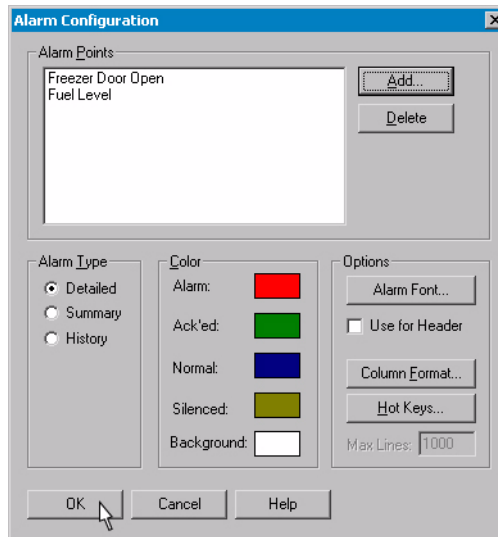 Alarm Configuration
Alarm Points
Freezer Door Open
Fuel Level
Add...
Delete
Alarm Type
Detailed
Summary
History
Color
Alarm:
Ack'ed:
Normal:
Silenced:
Background:
Options
Alarm Font...
Use for Header
Column Format...
Hot Keys...
Max Lines: 1000
OK
Cancel
Help